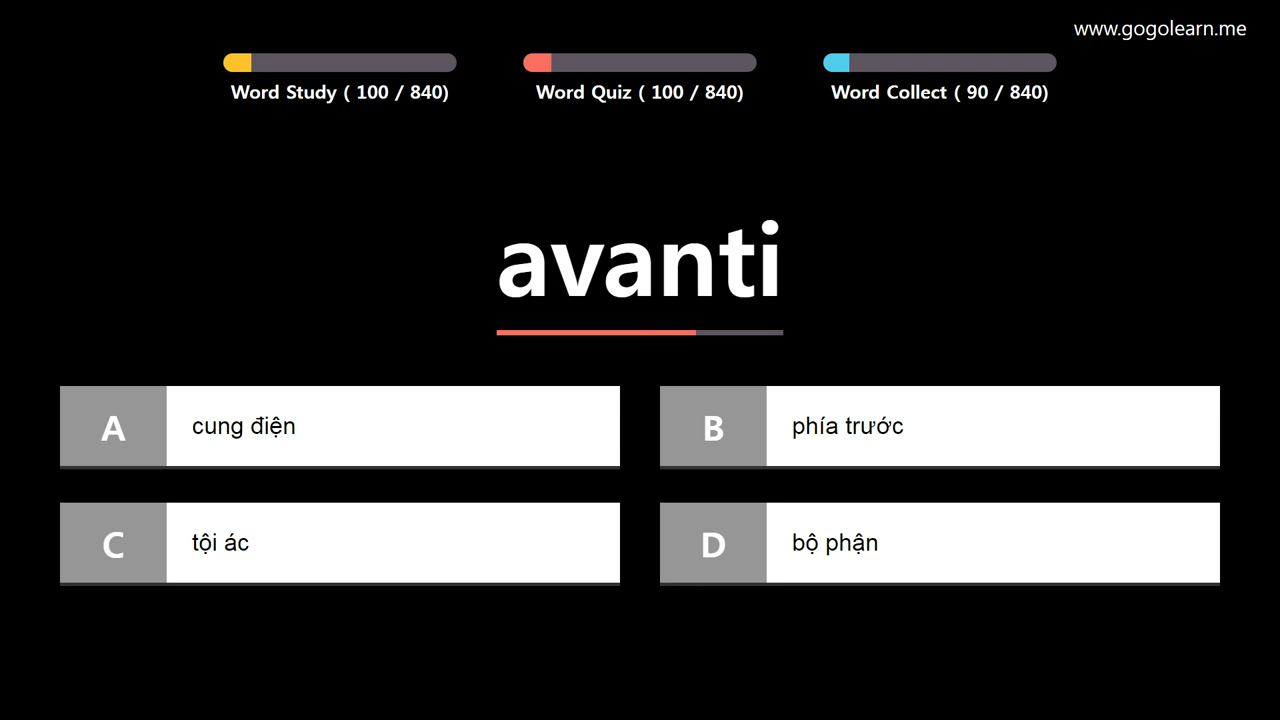 www.gogolearn.me
Word Study ( 100 / 840)
Word Quiz ( 100 / 840)
Word Collect ( 90 / 840)
avanti
A
cung điện
B
phía trước
C
tội ác
D
bộ phận